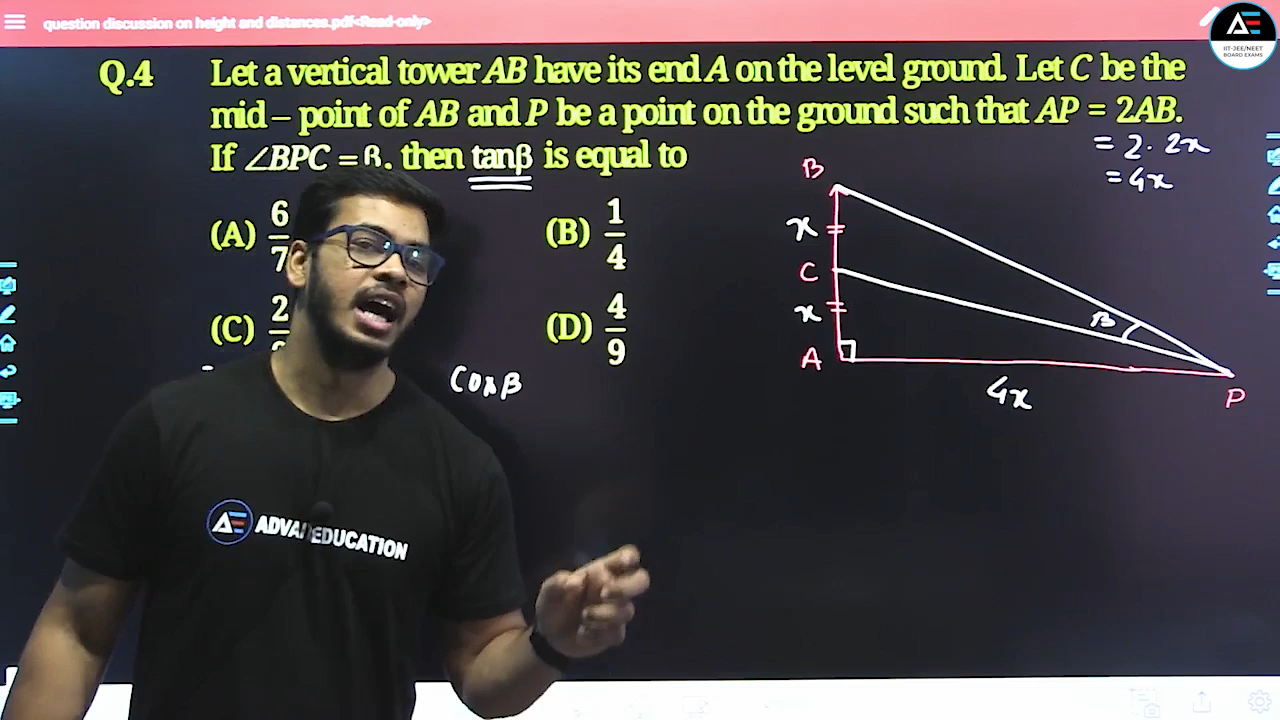 question discussion on height and distances.pdf<Read-only>
IIT-JEE/NEET
BOARD EXAMS
Q.4 Let a vertical tower AB have its end A on the level ground. Let C be the
mid – point of AB and P be a point on the ground such that AP = 2AB.
If ∠BPC = β, then tanβ is equal to
= 2·2x
= 4x
(A) 6/7 (B) 1/4
(C) 2 (D) 4/9
B
x
C
x
A
β
4x
P
cosβ
ADVAN EDUCATION